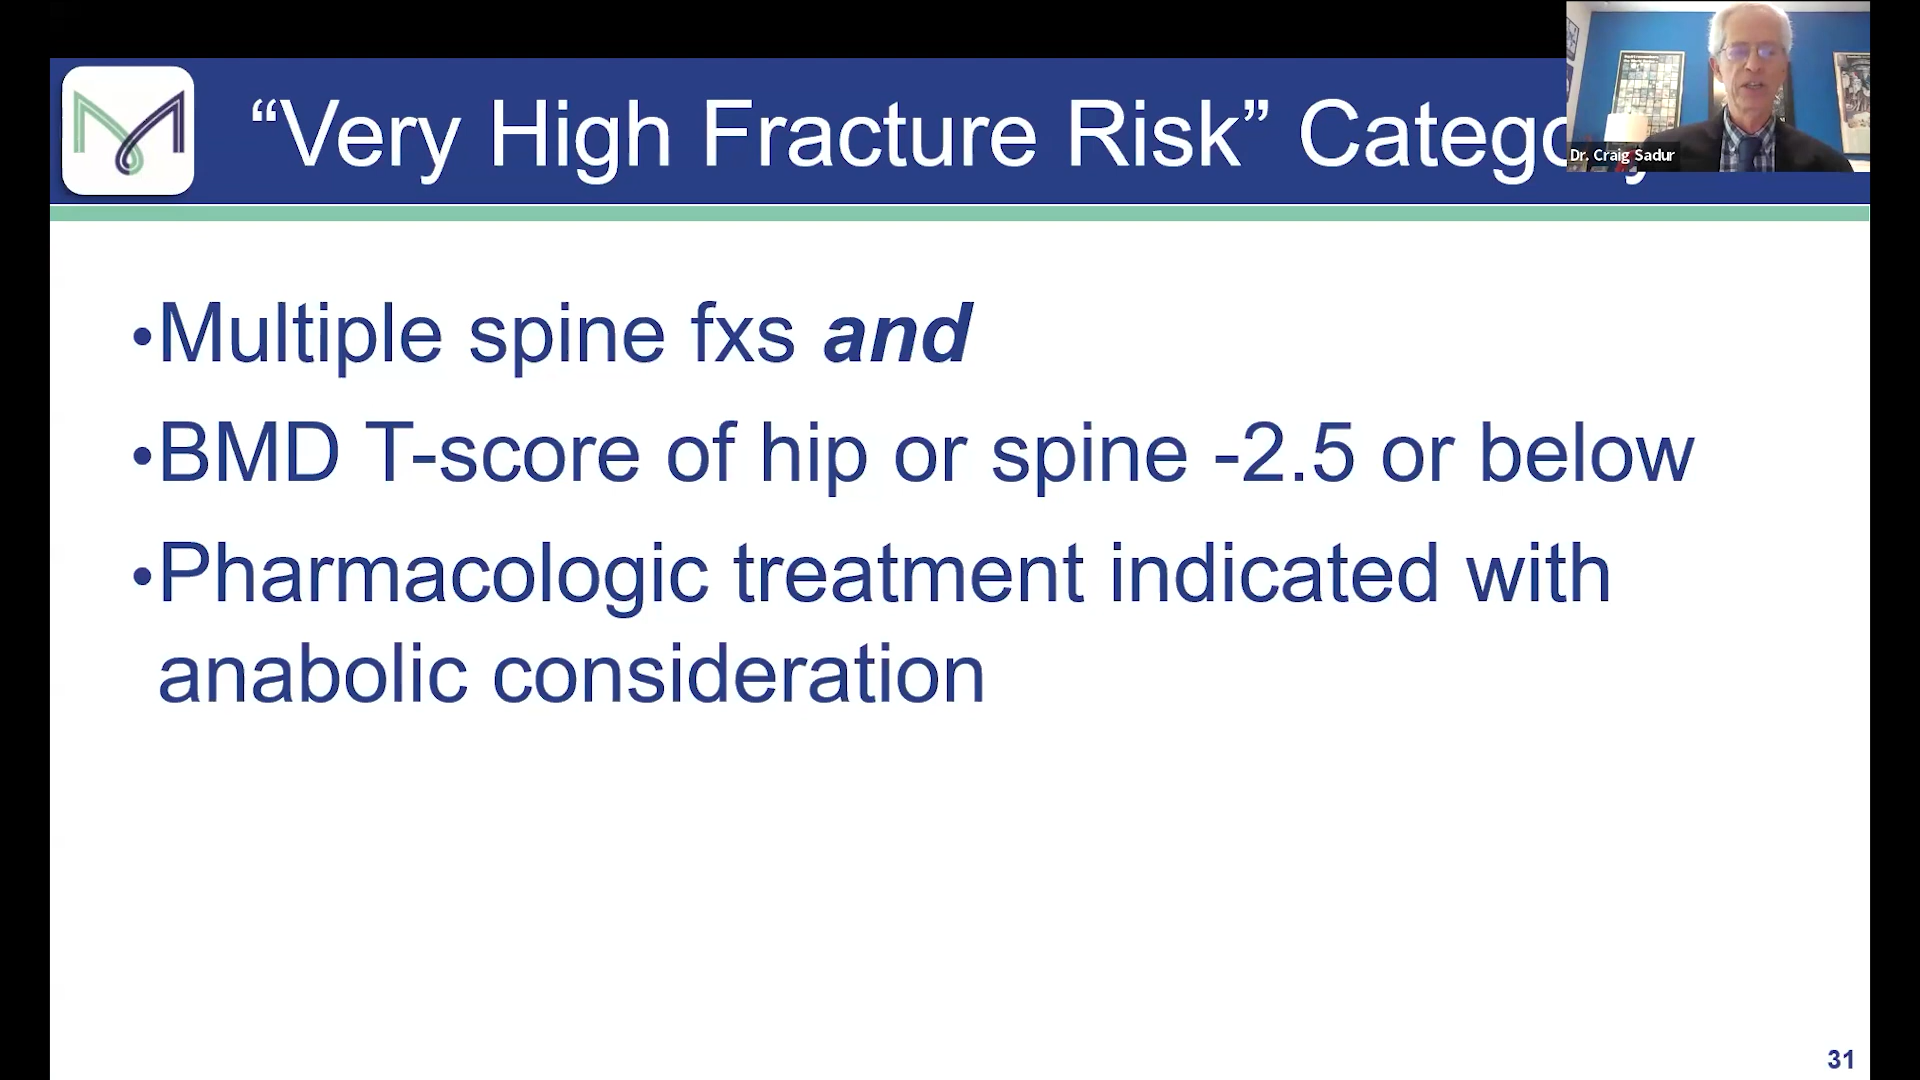 “Very High Fracture Risk” Catego
Dr. Craig Sadur
•Multiple spine fxs and
•BMD T-score of hip or spine -2.5 or below
•Pharmacologic treatment indicated with
anabolic consideration
31